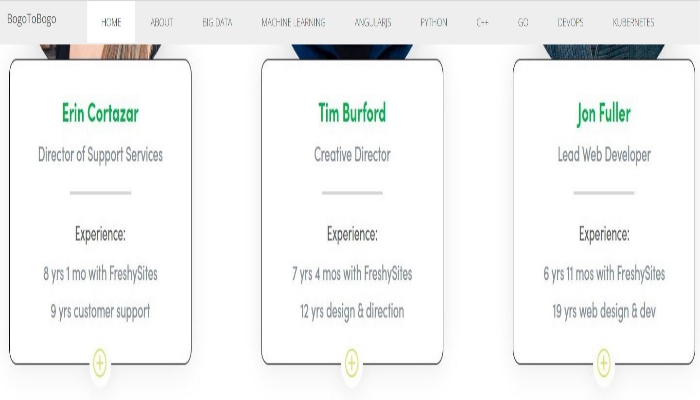 BogoToBogo HOME ABOUT BIG DATA MACHINE LEARNING ANGULARJS PYTHON C++ GO DEVOPS KUBERNETES
Erin Cortazar
Director of Support Services
Experience:
8 yrs 1 mo with FreshySites
9 yrs customer support
Tim Burford
Creative Director
Experience:
7 yrs 4 mos with FreshySites
12 yrs design & direction
Jon Fuller
Lead Web Developer
Experience:
6 yrs 11 mos with FreshySites
19 yrs web design & dev